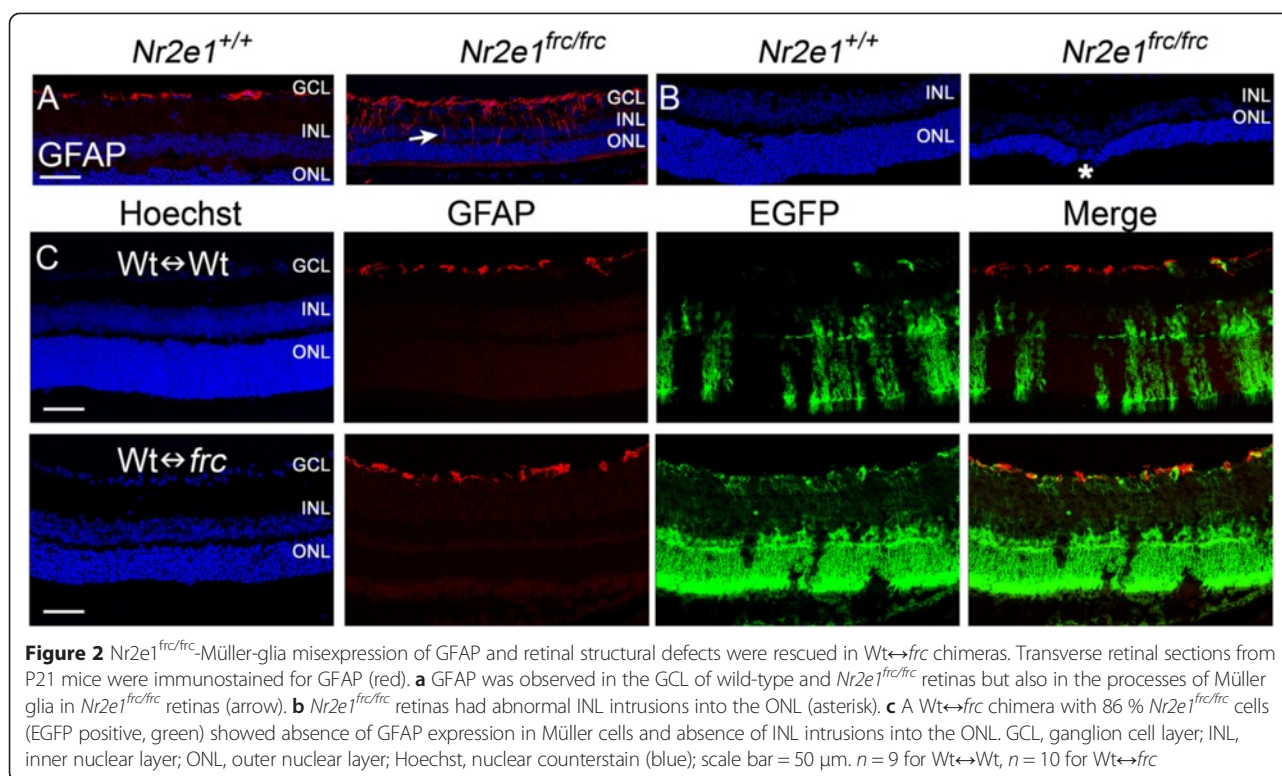 Nr2e1+/+ Nr2e1frc/frc Nr2e1+/+ Nr2e1frc/frc
A GCL INL ONL GFAP
GCL INL ONL
B INL ONL
INL ONL
*
Hoechst GFAP EGFP Merge
C Wt↔Wt GCL INL ONL
Wt↔frc GCL INL ONL
Figure 2 Nr2e1frc/frc-Müller-glia misexpression of GFAP and retinal structural defects were rescued in Wt↔frc chimeras. Transverse retinal sections from
P21 mice were immunostained for GFAP (red). a GFAP was observed in the GCL of wild-type and Nr2e1frc/frc retinas but also in the processes of Müller
glia in Nr2e1frc/frc retinas (arrow). b Nr2e1frc/frc retinas had abnormal INL intrusions into the ONL (asterisk). c A Wt↔frc chimera with 86 % Nr2e1frc/frc cells
(EGFP positive, green) showed absence of GFAP expression in Müller cells and absence of INL intrusions into the ONL. GCL, ganglion cell layer; INL,
inner nuclear layer; ONL, outer nuclear layer; Hoechst, nuclear counterstain (blue); scale bar = 50 μm. n = 9 for Wt↔Wt, n = 10 for Wt↔frc